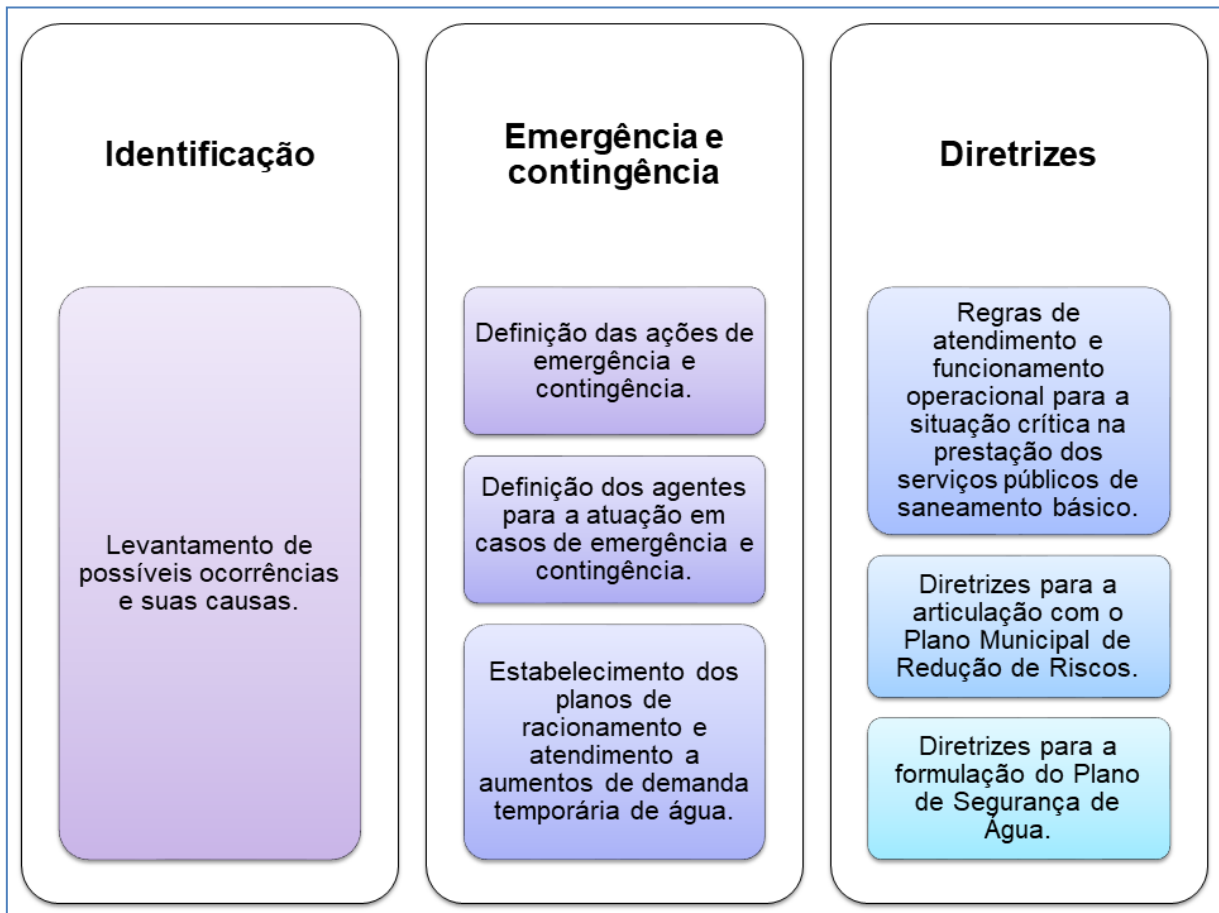 Identificação
Levantamento de
possíveis ocorrências
e suas causas.
Emergência e
contingência
Definição das ações de
emergência e
contingência.
Definição dos agentes
para a atuação em
casos de emergência e
contingência.
Estabelecimento dos
planos de
racionamento e
atendimento a
aumentos de demanda
temporária de água.
Diretrizes
Regras de
atendimento e
funcionamento
operacional para a
situação crítica na
prestação dos
serviços públicos de
saneamento básico.
Diretrizes para a
articulação com o
Plano Municipal de
Redução de Riscos.
Diretrizes para a
formulação do Plano
de Segurança de
Água.